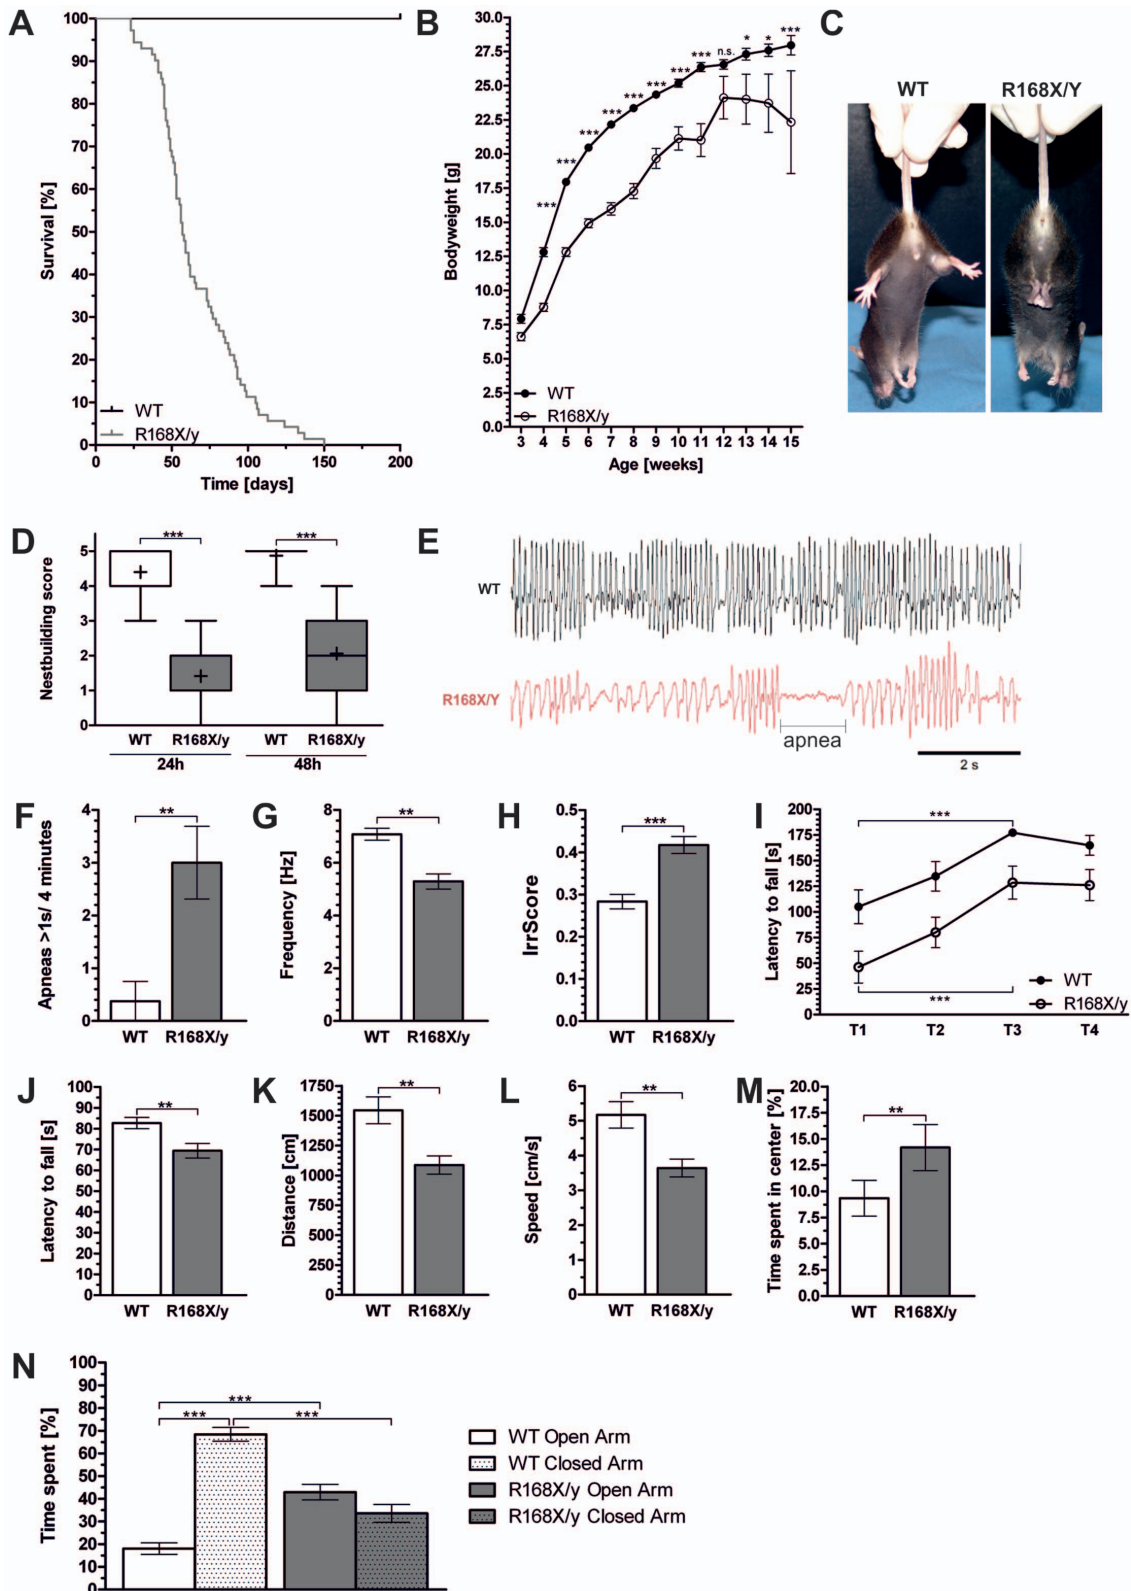 A
Survival [%]
100
90
80
70
60
50
40
30
20
10
0
WT
R168X/y
0 50 100 150 200
Time [days]
B
Bodyweight [g]
30.0
27.5
25.0
22.5
20.0
17.5
15.0
12.5
10.0
7.5
5.0
2.5
0.0
*** *** *** *** *** *** *** *** n.s. * * ***
WT
R168X/y
3 4 5 6 7 8 9 10 11 12 13 14 15
Age [weeks]
C
WT R168X/Y
D
Nestbuilding score
5
4
3
2
1
0
*** ***
WT R168X/y WT R168X/y
24h 48h
E
WT
R168X/Y
apnea
2 s
F
Apneas >1s/ 4 minutes
4
3
2
1
0
**
WT R168X/y
G
Frequency [Hz]
8
6
4
2
0
**
WT R168X/y
H
IrrScore
0.5
0.4
0.3
0.2
0.1
0.0
***
WT R168X/y
I
Latency to fall [s]
200
175
150
125
100
75
50
25
0
***
***
WT
R168X/y
T1 T2 T3 T4
J
Latency to fall [s]
100
90
80
70
60
50
40
30
20
10
0
**
WT R168X/y
K
Distance [cm]
1750
1500
1250
1000
750
500
250
0
**
WT R168X/y
L
Speed [cm/s]
6
5
4
3
2
1
0
**
WT R168X/y
M
Time spent in center [%]
20.0
17.5
15.0
12.5
10.0
7.5
5.0
2.5
0.0
**
WT R168X/y
N
Time spent [%]
100
90
80
70
60
50
40
30
20
10
0
***
*** ***
WT Open Arm
WT Closed Arm
R168X/y Open Arm
R168X/y Closed Arm